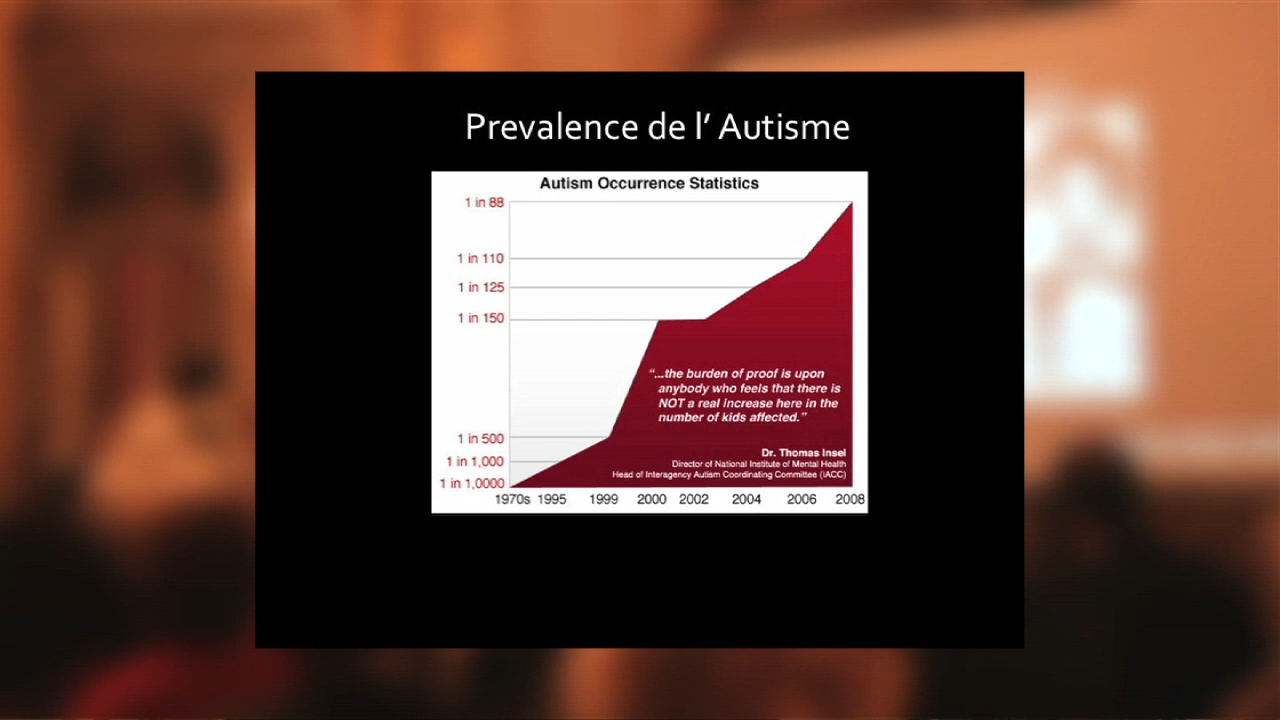 Prevalence de l’ Autisme
Autism Occurrence Statistics
1 in 88
1 in 110
1 in 125
1 in 150
1 in 500
1 in 1,000
1 in 1,0000
“...the burden of proof is upon
anybody who feels that there is
NOT a real increase here in the
number of kids affected.”
Dr. Thomas Insel
Director of National Institute of Mental Health
Head of Interagency Autism Coordinating Committee (IACC)
1970s 1995 1999 2000 2002 2004 2006 2008